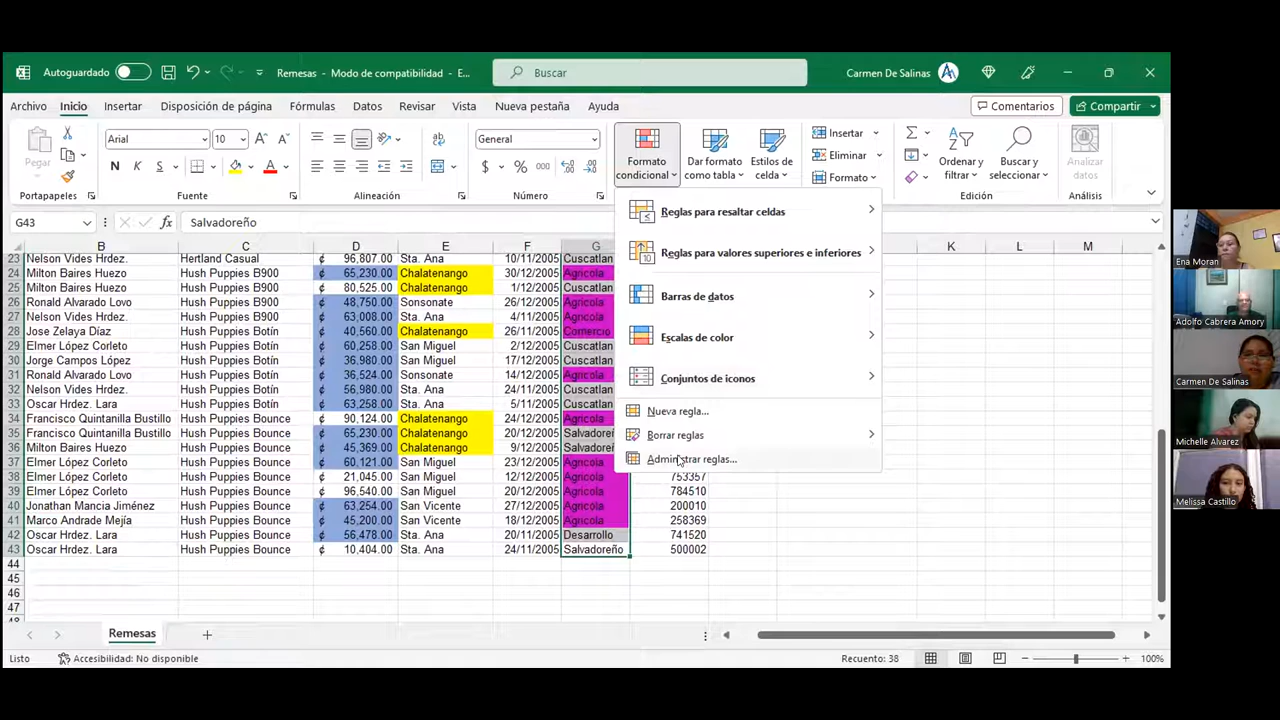 Autoguardado
Remesas - Modo de compatibilidad - E...
Buscar
Carmen De Salinas
Archivo Inicio Insertar Disposición de página Fórmulas Datos Revisar Vista Nueva pestaña Ayuda
Comentarios Compartir
Pegar
Portapapeles
Arial 10
N K S
Fuente
Alineación
General
$ % 000
Número
Formato condicional
Dar formato como tabla
Estilos de celda
Insertar
Eliminar
Formato
Ordenar y filtrar
Buscar y seleccionar
Edición
Analizar datos
Análisis
G43 fx Salvadoreño
Reglas para resaltar celdas
Reglas para valores superiores e inferiores
Barras de datos
Escalas de color
Conjuntos de iconos
Nueva regla...
Borrar reglas
Administrar reglas...
B C D E F G K L M
23 Nelson Vides Hrdez. Hertland Casual ¢ 96,807.00 Sta. Ana 10/11/2005 Cuscatlan
24 Milton Baires Huezo Hush Puppies B900 ¢ 65,230.00 Chalatenango 30/12/2005 Agricola
25 Milton Baires Huezo Hush Puppies B900 ¢ 80,525.00 Chalatenango 1/12/2005 Cuscatlan
26 Ronald Alvarado Lovo Hush Puppies B900 ¢ 48,750.00 Sonsonate 26/12/2005 Agricola
27 Nelson Vides Hrdez. Hush Puppies B900 ¢ 63,008.00 Sta. Ana 4/11/2005 Agricola
28 Jose Zelaya Díaz Hush Puppies Botín ¢ 40,560.00 Chalatenango 26/11/2005 Comercio
29 Elmer López Corleto Hush Puppies Botín ¢ 60,258.00 San Miguel 2/12/2005 Cuscatlan
30 Jorge Campos López Hush Puppies Botín ¢ 36,980.00 San Miguel 17/12/2005 Cuscatlan
31 Ronald Alvarado Lovo Hush Puppies Botín ¢ 36,524.00 Sonsonate 14/12/2005 Agricola
32 Nelson Vides Hrdez. Hush Puppies Botín ¢ 56,980.00 Sta. Ana 24/11/2005 Cuscatlan
33 Oscar Hrdez. Lara Hush Puppies Botín ¢ 63,258.00 Sta. Ana 5/11/2005 Cuscatlan
34 Francisco Quintanilla Bustillo Hush Puppies Bounce ¢ 90,124.00 Chalatenango 24/12/2005 Agricola
35 Francisco Quintanilla Bustillo Hush Puppies Bounce ¢ 65,230.00 Chalatenango 20/12/2005 Salvadoreñ
36 Milton Baires Huezo Hush Puppies Bounce ¢ 45,369.00 Chalatenango 9/12/2005 Salvadoreñ
37 Elmer López Corleto Hush Puppies Bounce ¢ 60,121.00 San Miguel 23/12/2005 Agricola
38 Elmer López Corleto Hush Puppies Bounce ¢ 21,045.00 San Miguel 12/12/2005 Agricola 753357
39 Elmer López Corleto Hush Puppies Bounce ¢ 96,540.00 San Miguel 20/12/2005 Agricola 784510
40 Jonathan Mancia Jiménez Hush Puppies Bounce ¢ 63,254.00 San Vicente 27/12/2005 Agricola 200010
41 Marco Andrade Mejía Hush Puppies Bounce ¢ 45,200.00 San Vicente 18/12/2005 Agricola 258369
42 Oscar Hrdez. Lara Hush Puppies Bounce ¢ 56,478.00 Sta. Ana 20/11/2005 Desarrollo 741520
43 Oscar Hrdez. Lara Hush Puppies Bounce ¢ 10,404.00 Sta. Ana 24/11/2005 Salvadoreño 500002
44
45
46
47
48
Remesas
Listo Accesibilidad: No disponible Recuento: 38 100%
Ena Moran
Adolfo Cabrera Amory
Carmen De Salinas
Michelle Alvarez
Melissa Castillo